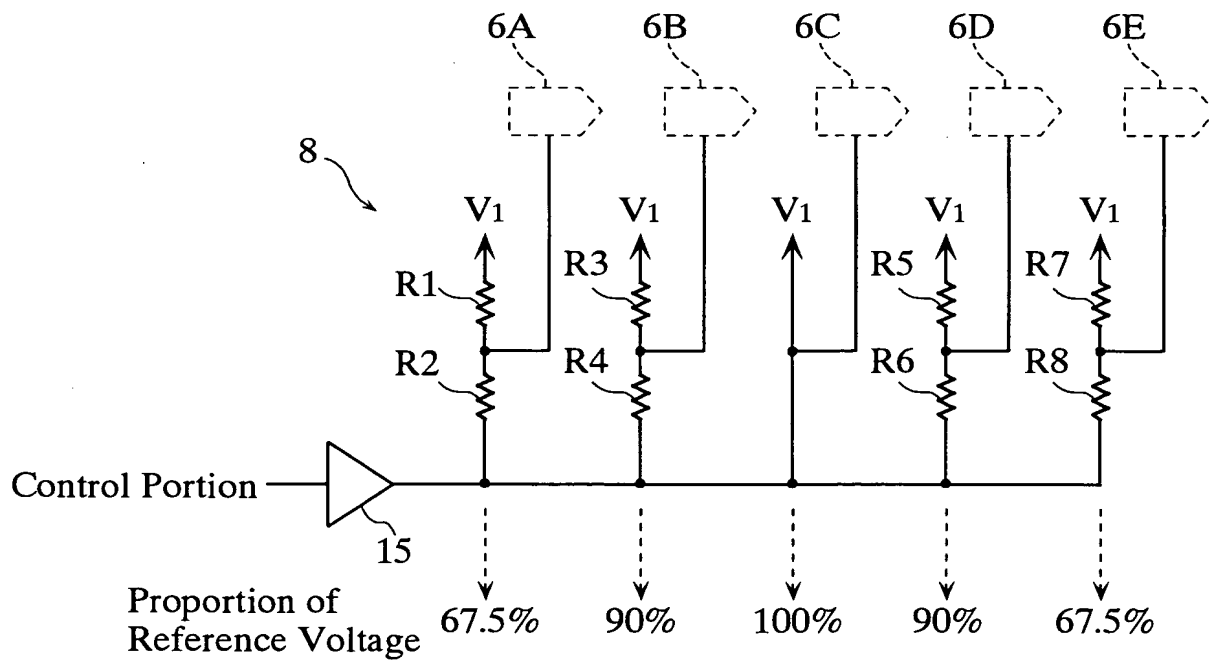 6A 6B 6C 6D 6E
8
V1 V1 V1 V1 V1
R1 R3 R5 R7
R2 R4 R6 R8
Control Portion
15
Proportion of
Reference Voltage
67.5% 90% 100% 90% 67.5%